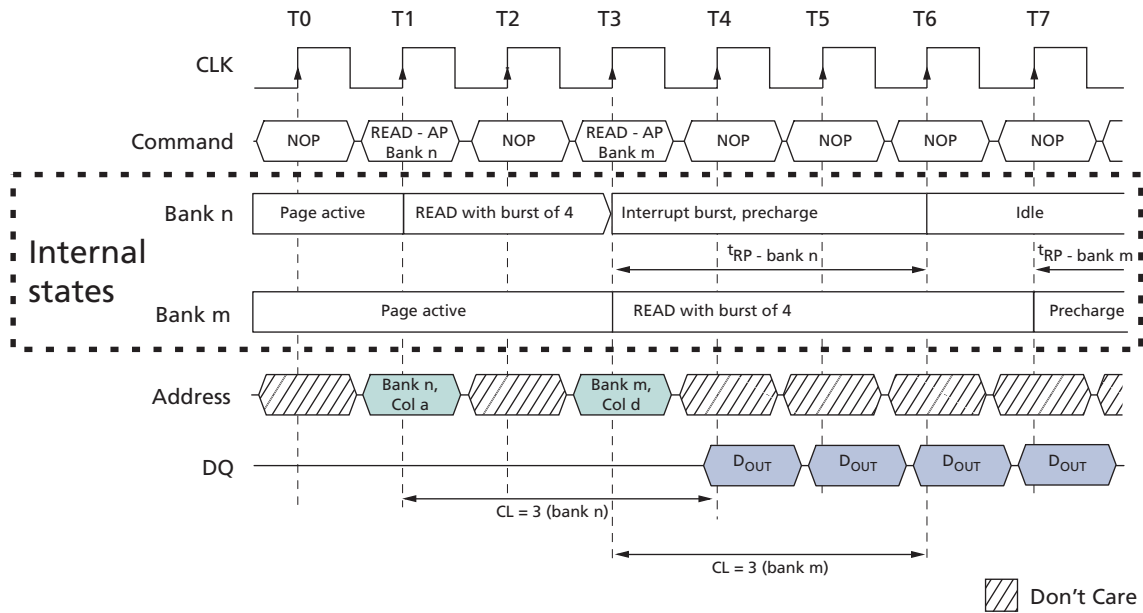 T0 T1 T2 T3 T4 T5 T6 T7
CLK
Command NOP READ - AP Bank n NOP READ - AP Bank m NOP NOP NOP NOP
Internal states
Bank n Page active READ with burst of 4 Interrupt burst, precharge Idle
tRP - bank n tRP - bank m
Bank m Page active READ with burst of 4 Precharge
Address Bank n, Col a Bank m, Col d
DQ DOUT DOUT DOUT DOUT
CL = 3 (bank n)
CL = 3 (bank m)
Don't Care